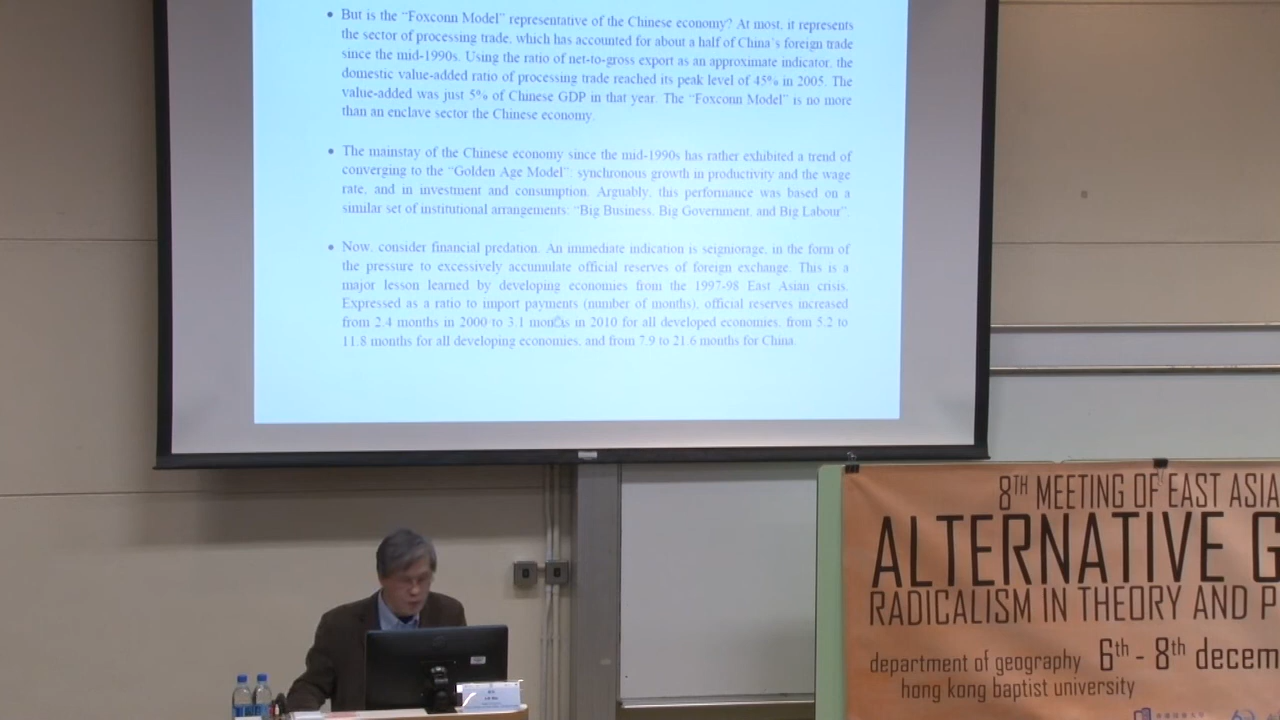 • But is the “Foxconn Model” representative of the Chinese economy? At most, it represents
the sector of processing trade, which has accounted for about a half of China’s foreign trade
since the mid-1990s. Using the ratio of net-to-gross export as an approximate indicator, the
domestic value-added ratio of processing trade reached its peak level of 45% in 2005. The
value-added was just 5% of Chinese GDP in that year. The “Foxconn Model” is no more
than an enclave sector the Chinese economy.
• The mainstay of the Chinese economy since the mid-1990s has rather exhibited a trend of
converging to the “Golden Age Model”: synchronous growth in productivity and the wage
rate, and in investment and consumption. Arguably, this performance was based on a
similar set of institutional arrangements: “Big Business, Big Government, and Big Labour”.
• Now, consider financial predation. An immediate indication is seigniorage, in the form of
the pressure to excessively accumulate official reserves of foreign exchange. This is a
major lesson learned by developing economies from the 1997-98 East Asian crisis.
Expressed as a ratio to import payments (number of months), official reserves increased
from 2.4 months in 2000 to 3.1 months in 2010 for all developed economies, from 5.2 to
11.8 months for all developing economies, and from 7.9 to 21.6 months for China.
8TH MEETING OF EAST ASIA
ALTERNATIVE G
RADICALISM IN THEORY AND P
department of geography 6th - 8th decem
hong kong baptist university